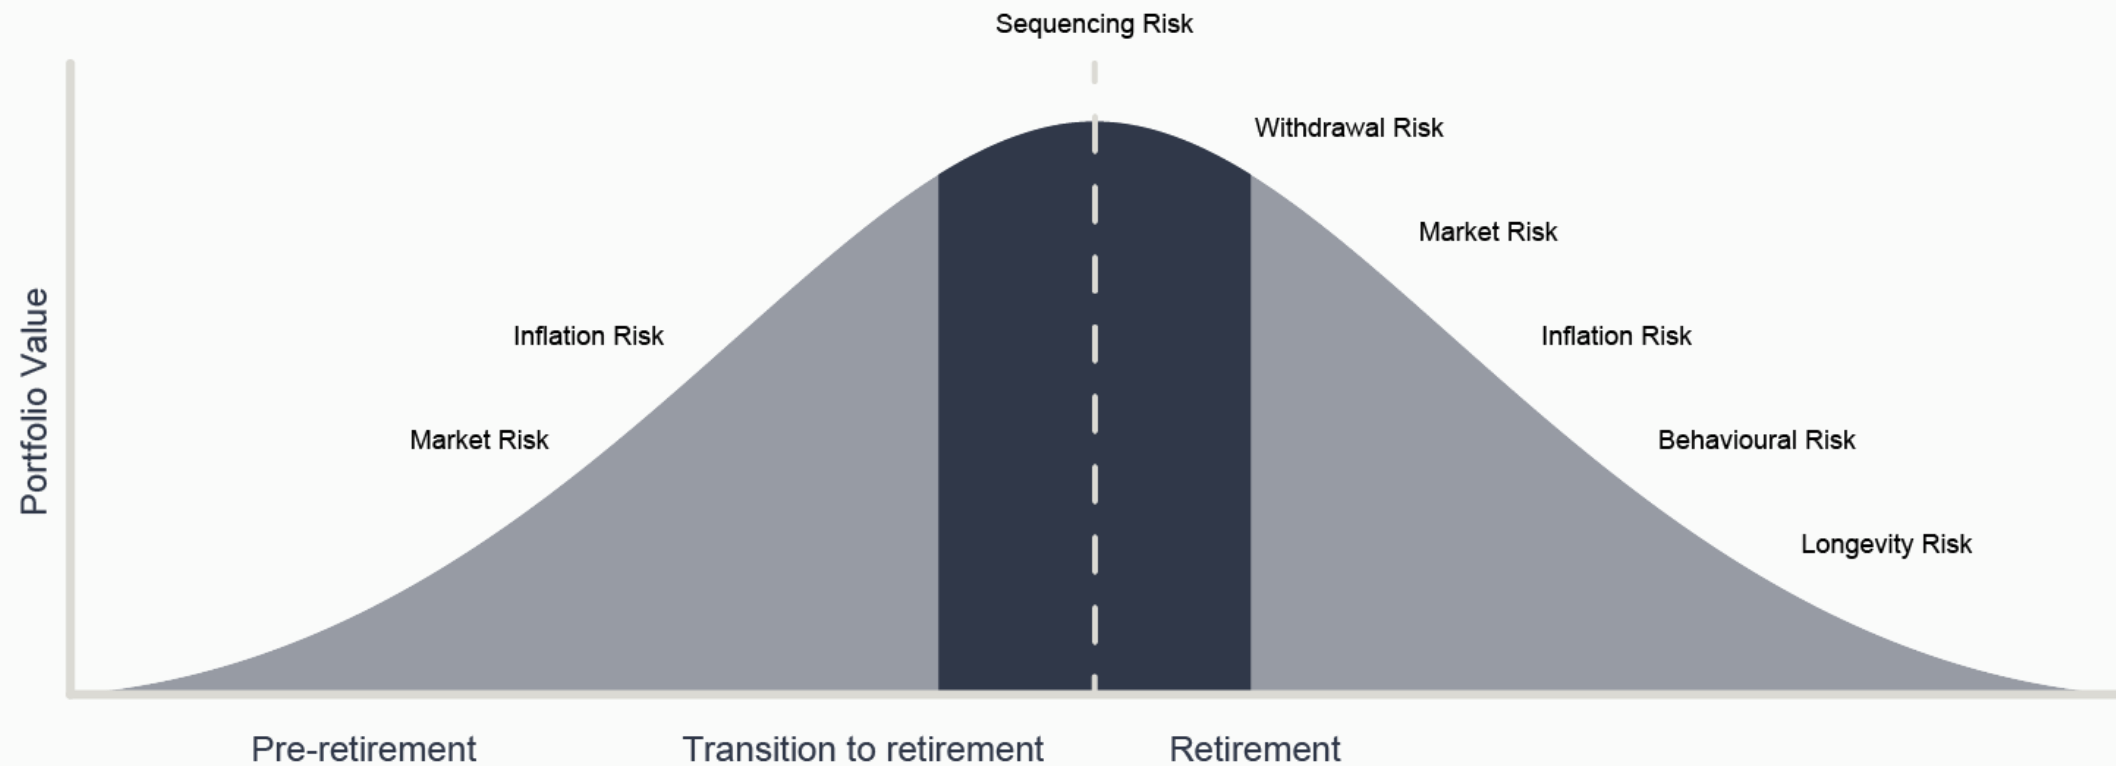 Sequencing Risk
Withdrawal Risk
Market Risk
Inflation Risk
Inflation Risk
Market Risk
Behavioural Risk
Longevity Risk
Portfolio Value
Pre-retirement
Transition to retirement
Retirement